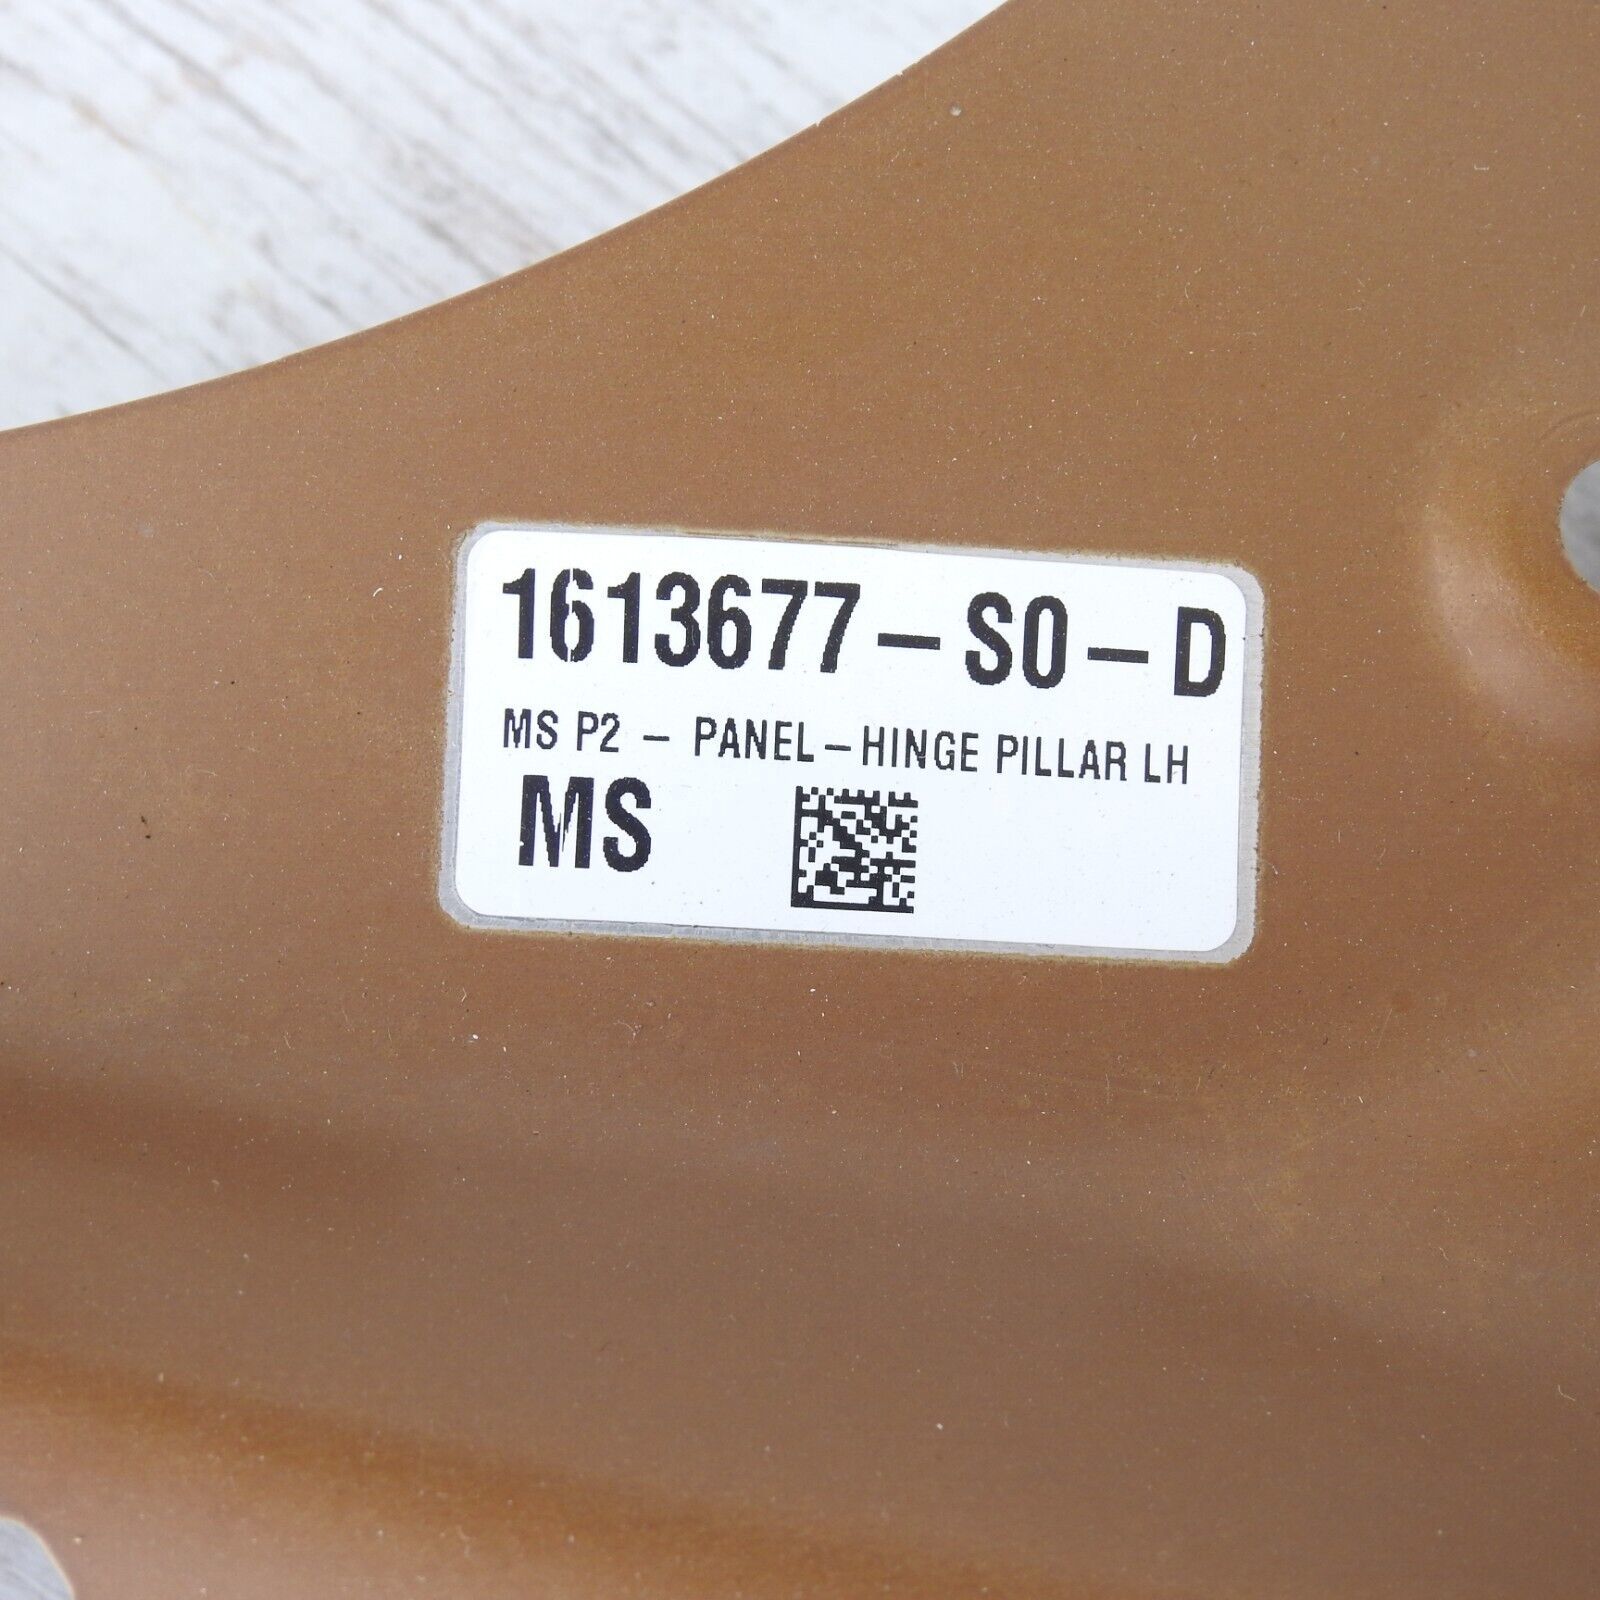 1613677-S0-D
MS P2 - PANEL-HINGE PILLAR LH
MS